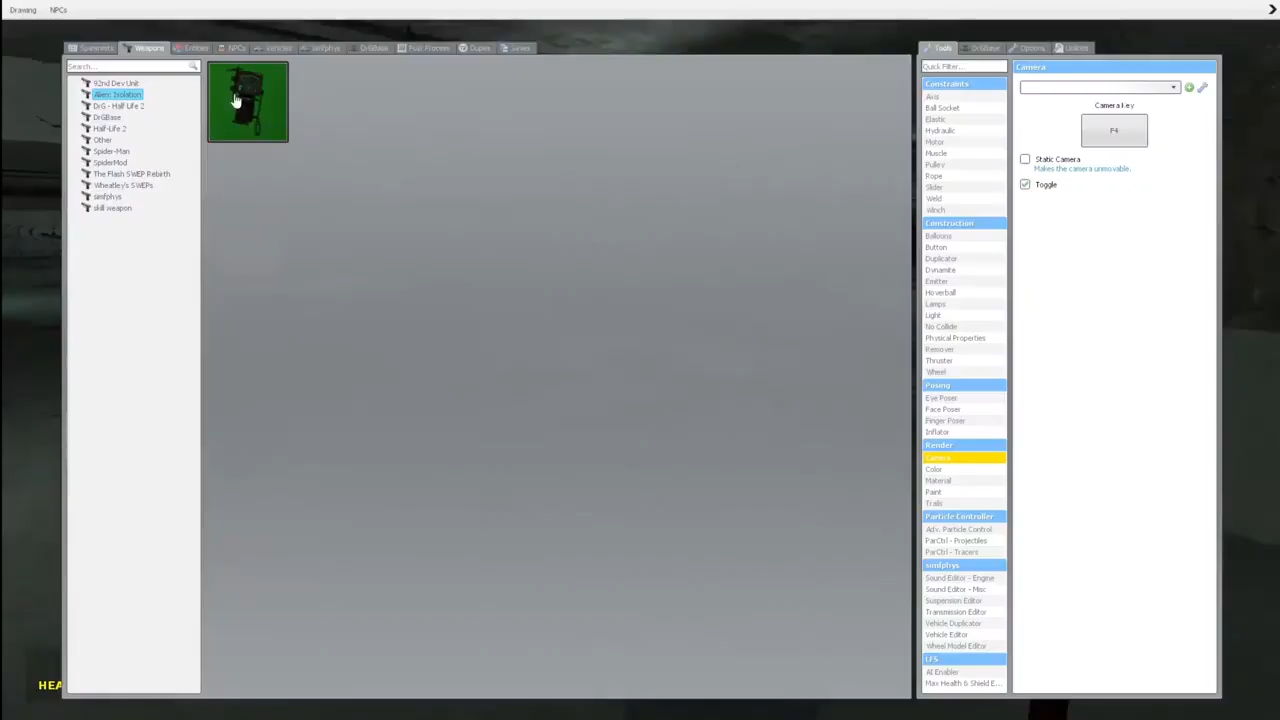 Drawing NPCs
Spawnlists Weapons Entities NPCs Vehicles simfphys DrGBase Post Process Dupes Saves
Tools DrGBase Options Utilities
Search...
92nd Dev Unit
Alien: Isolation
DrG - Half Life 2
DrGBase
Half-Life 2
Other
Spider-Man
SpiderMod
The Flash SWEP Rebirth
Wheatley's SWEPs
simfphys
skill weapon
Quick Filter...
Constraints
Axis
Ball Socket
Elastic
Hydraulic
Motor
Muscle
Pulley
Rope
Slider
Weld
Winch
Construction
Balloons
Button
Duplicator
Dynamite
Emitter
Hoverball
Lamps
Light
No Collide
Physical Properties
Remover
Thruster
Wheel
Posing
Eye Poser
Face Poser
Finger Poser
Inflator
Render
Camera
Color
Material
Paint
Trails
Particle Controller
Adv. Particle Control
ParCtrl - Projectiles
ParCtrl - Tracers
simfphys
Sound Editor - Engine
Sound Editor - Misc
Suspension Editor
Transmission Editor
Vehicle Duplicator
Vehicle Editor
Wheel Model Editor
LFS
AI Enabler
Max Health & Shield E...
Camera
Camera Key
F4
Static Camera
Makes the camera unmovable.
Toggle
HEA